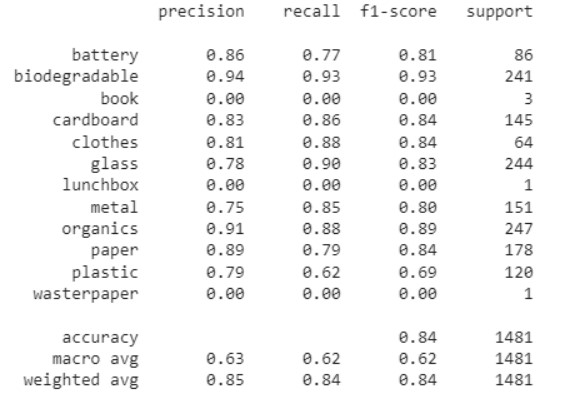 precision recall f1-score support
battery 0.86 0.77 0.81 86
biodegradable 0.94 0.93 0.93 241
book 0.00 0.00 0.00 3
cardboard 0.83 0.86 0.84 145
clothes 0.81 0.88 0.84 64
glass 0.78 0.90 0.83 244
lunchbox 0.00 0.00 0.00 1
metal 0.75 0.85 0.80 151
organics 0.91 0.88 0.89 247
paper 0.89 0.79 0.84 178
plastic 0.79 0.62 0.69 120
wasterpaper 0.00 0.00 0.00 1
accuracy 0.84 1481
macro avg 0.63 0.62 0.62 1481
weighted avg 0.85 0.84 0.84 1481